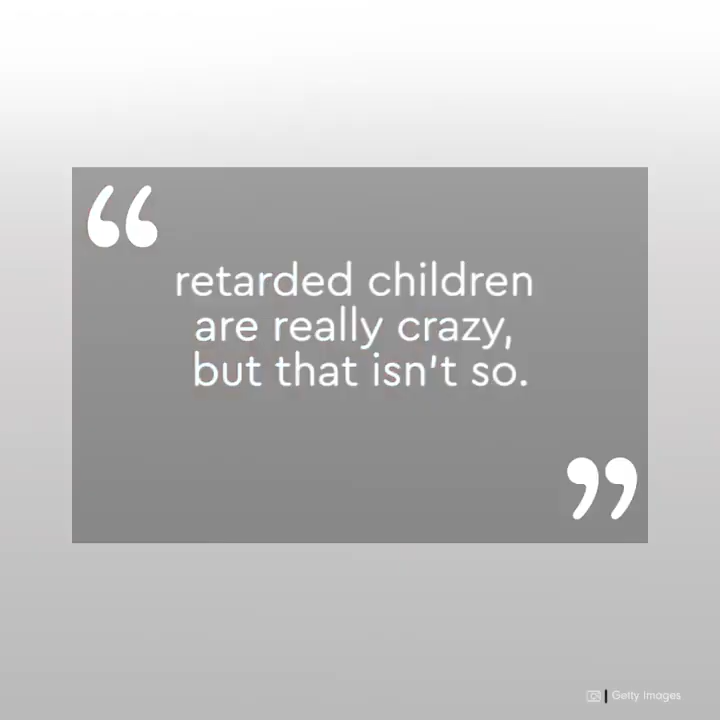 “
retarded children
are really crazy,
but that isn't so.
”
Getty Images